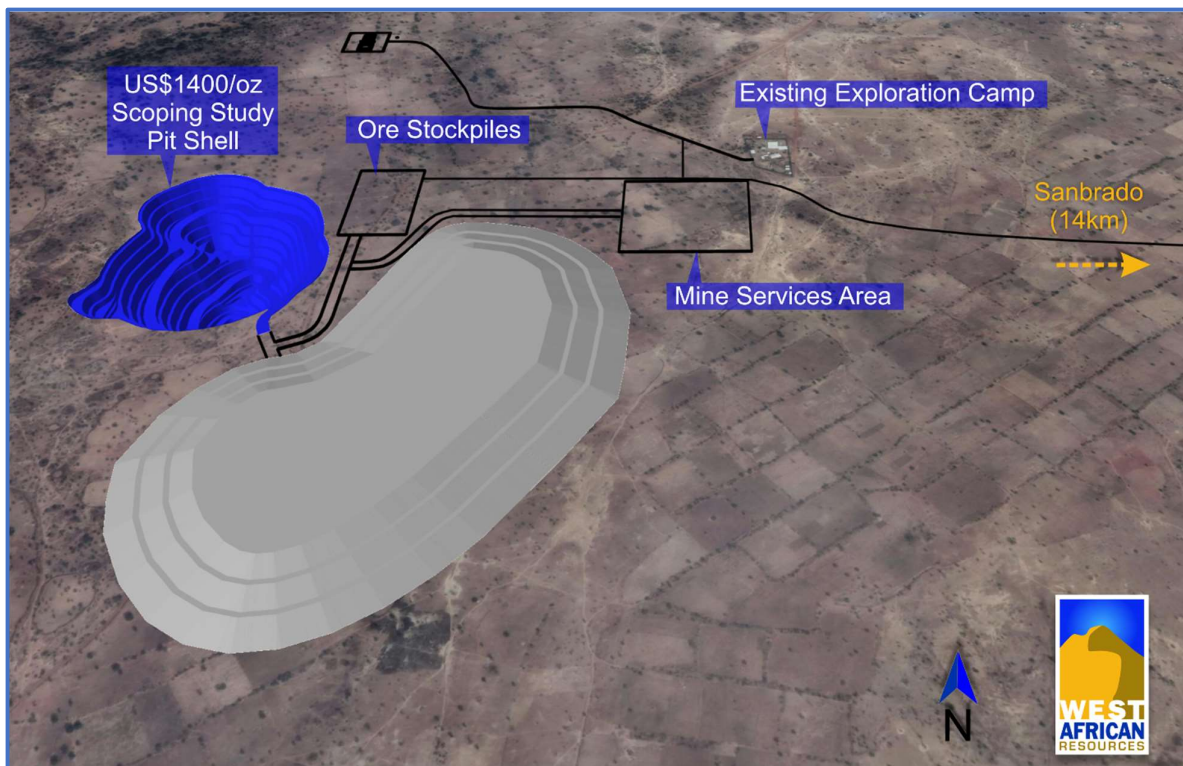 US$1400/oz
Scoping Study
Pit Shell
Ore Stockpiles
Existing Exploration Camp
Sanbrado
(14km)
Mine Services Area
N
WEST
AFRICAN
RESOURCES